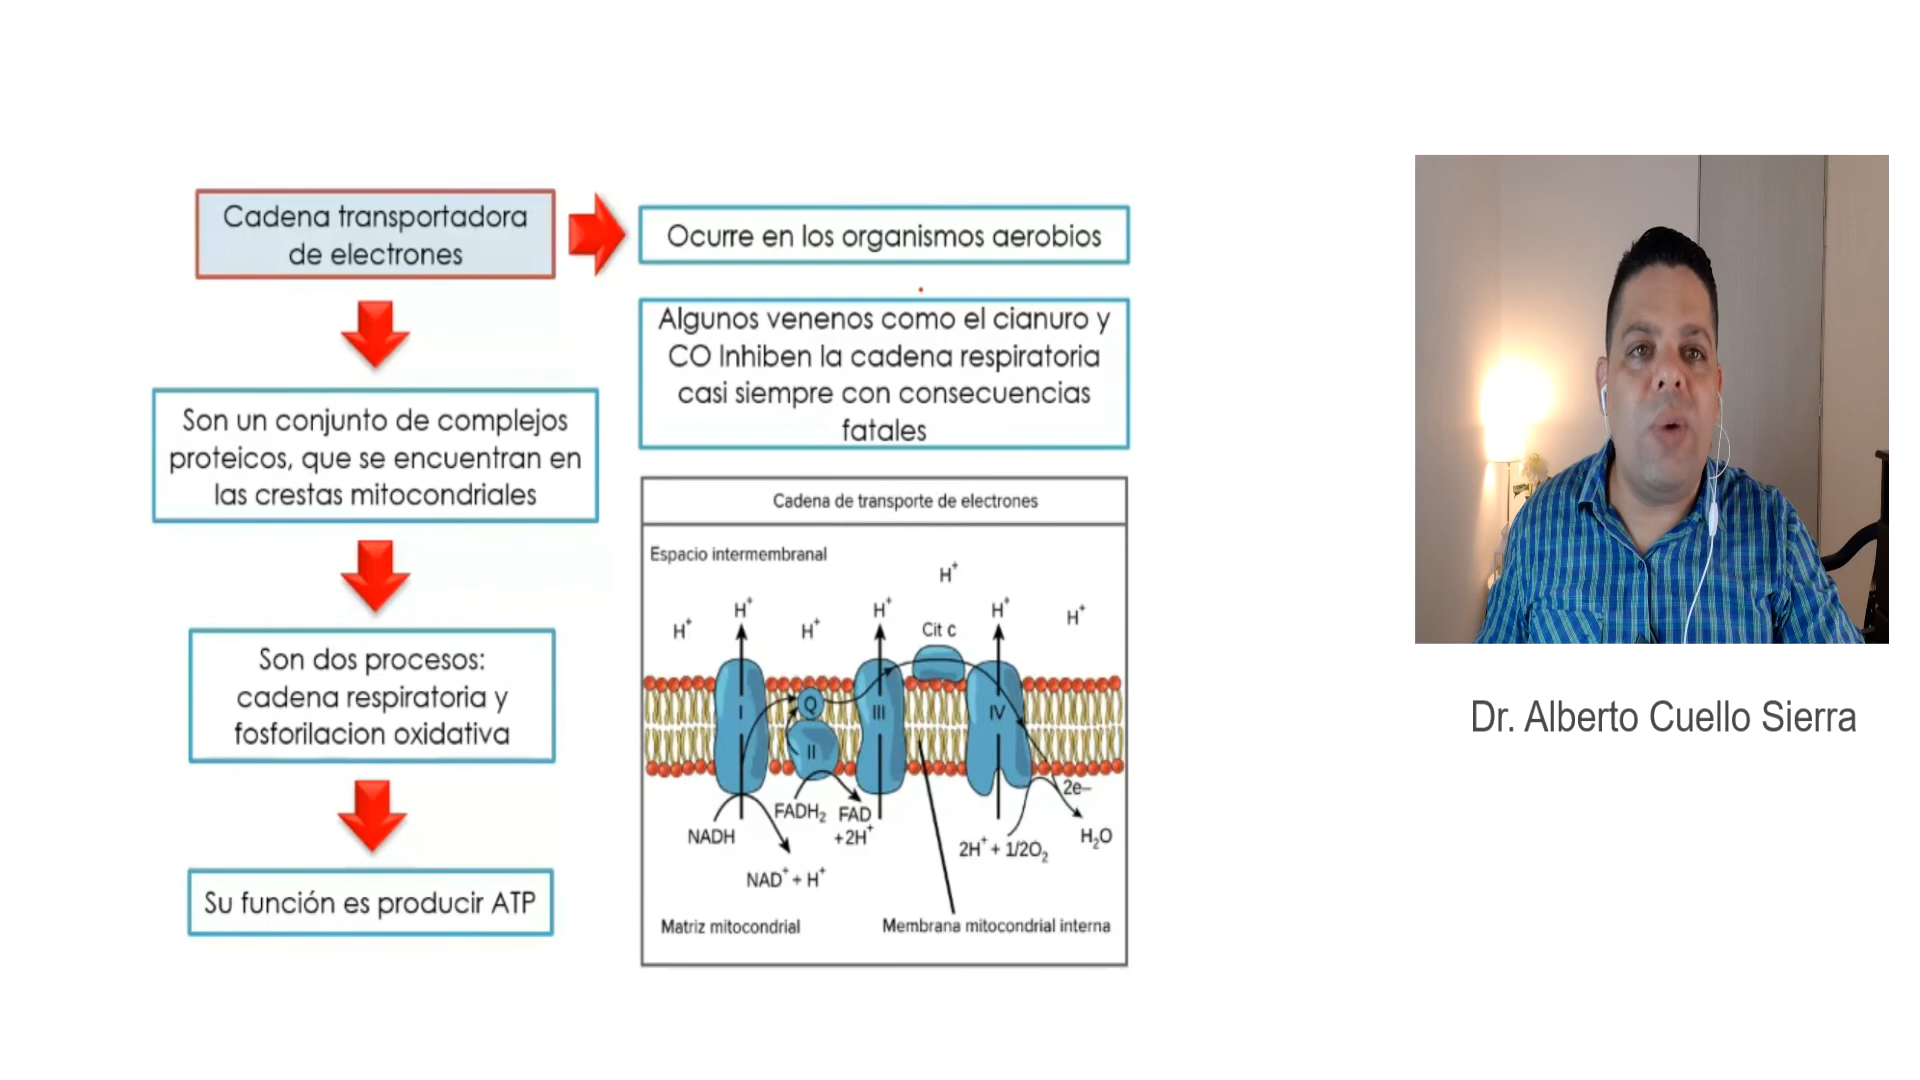 Cadena transportadora
de electrones
Ocurre en los organismos aerobios
Algunos venenos como el cianuro y
CO Inhiben la cadena respiratoria
casi siempre con consecuencias
fatales
Son un conjunto de complejos
proteicos, que se encuentran en
las crestas mitocondriales
Son dos procesos:
cadena respiratoria y
fosforilacion oxidativa
Su función es producir ATP
Cadena de transporte de electrones
Espacio intermembranal
H⁺
H⁺ H⁺ H⁺ H⁺
H⁺ H⁺ Cit c
I Q III IV
II
2e–
FADH₂ FAD
+2H⁺
NADH
2H⁺ + 1/2O₂ H₂O
NAD⁺ + H⁺
Matriz mitocondrial Membrana mitocondrial interna
Dr. Alberto Cuello Sierra